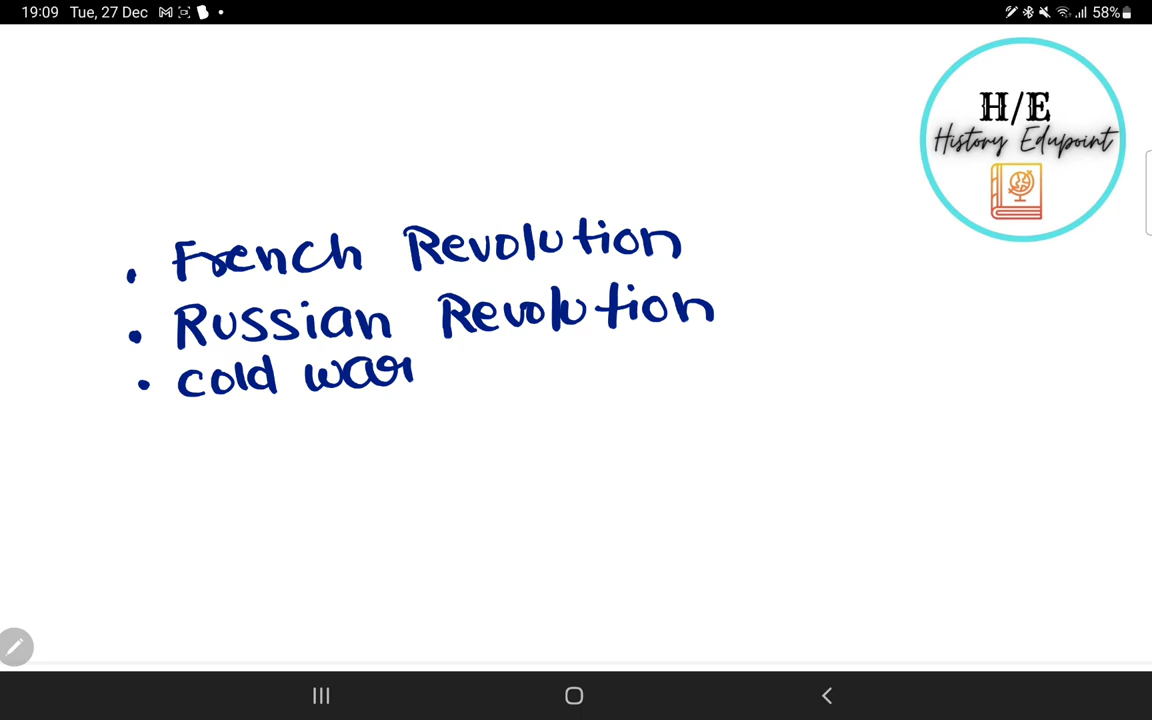 19:09 Tue, 27 Dec
58%
H/E
History Edupoint
. French Revolution
. Russian Revolution
. cold war